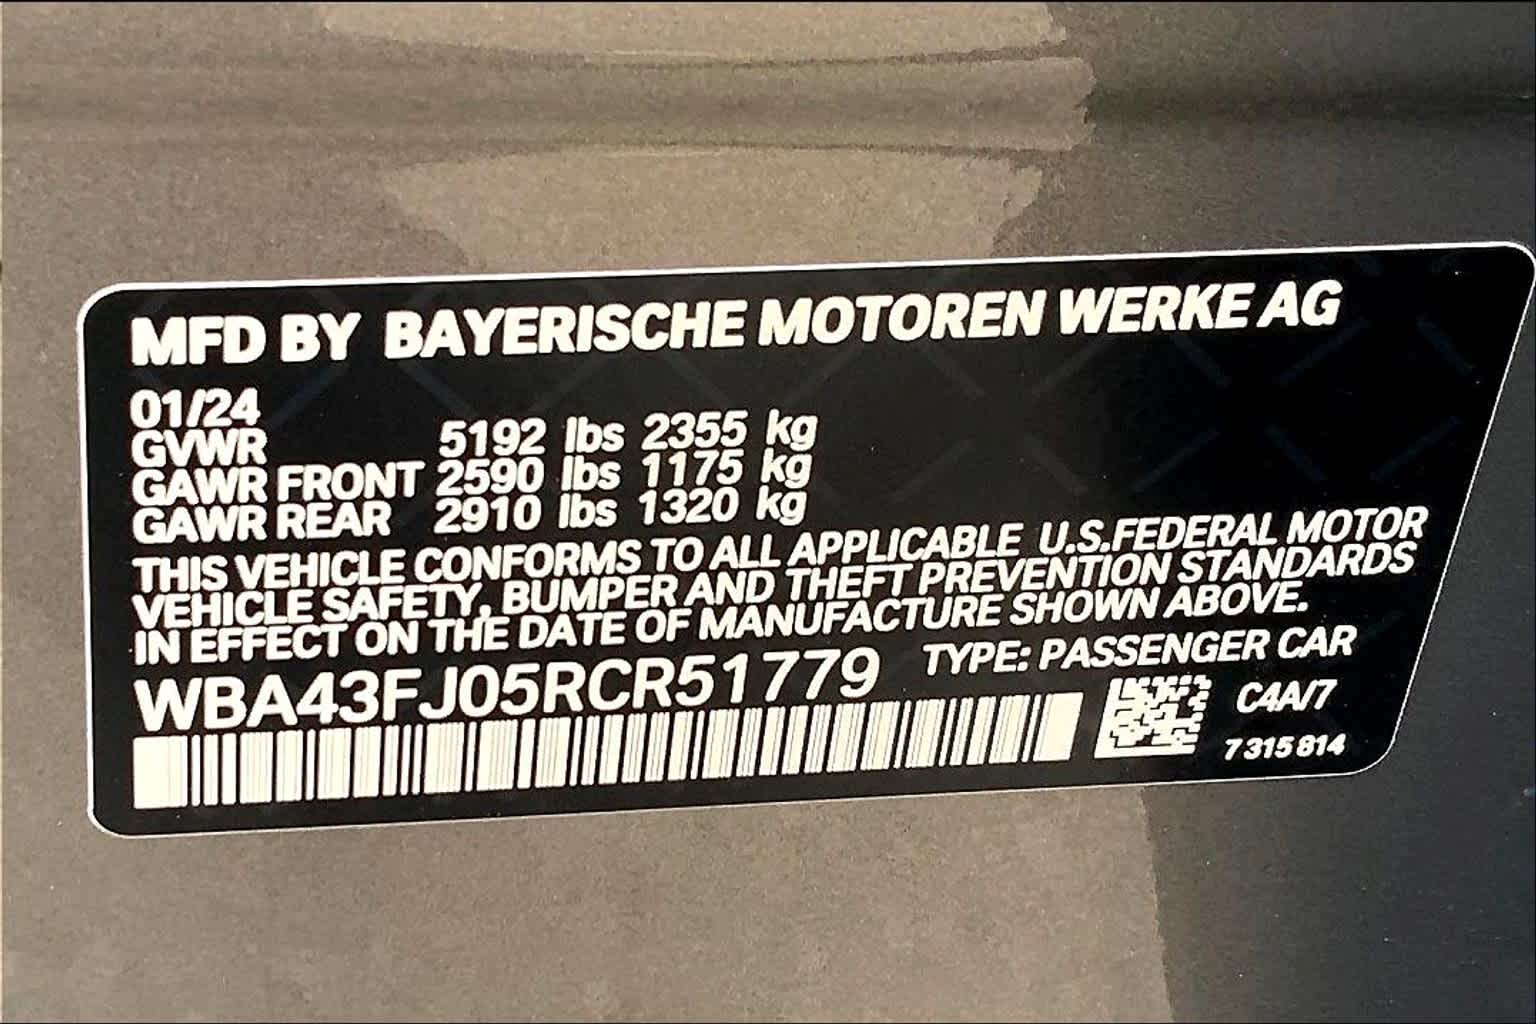 MFD BY BAYERISCHE MOTOREN WERKE AG
01/24
GVWR 5192 lbs 2355 kg
GAWR FRONT 2590 lbs 1175 kg
GAWR REAR 2910 lbs 1320 kg
THIS VEHICLE CONFORMS TO ALL APPLICABLE U.S.FEDERAL MOTOR
VEHICLE SAFETY, BUMPER AND THEFT PREVENTION STANDARDS
IN EFFECT ON THE DATE OF MANUFACTURE SHOWN ABOVE.
WBA43FJ05RCR51779 TYPE: PASSENGER CAR
C4A/7
7 315 814